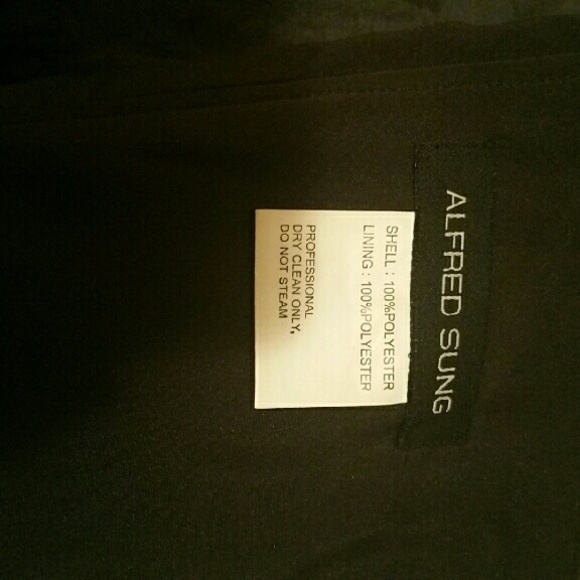 ALFRED SUNG
SHELL : 100%POLYESTER
LINING : 100%POLYESTER
PROFESSIONAL
DRY CLEAN ONLY,
DO NOT STEAM